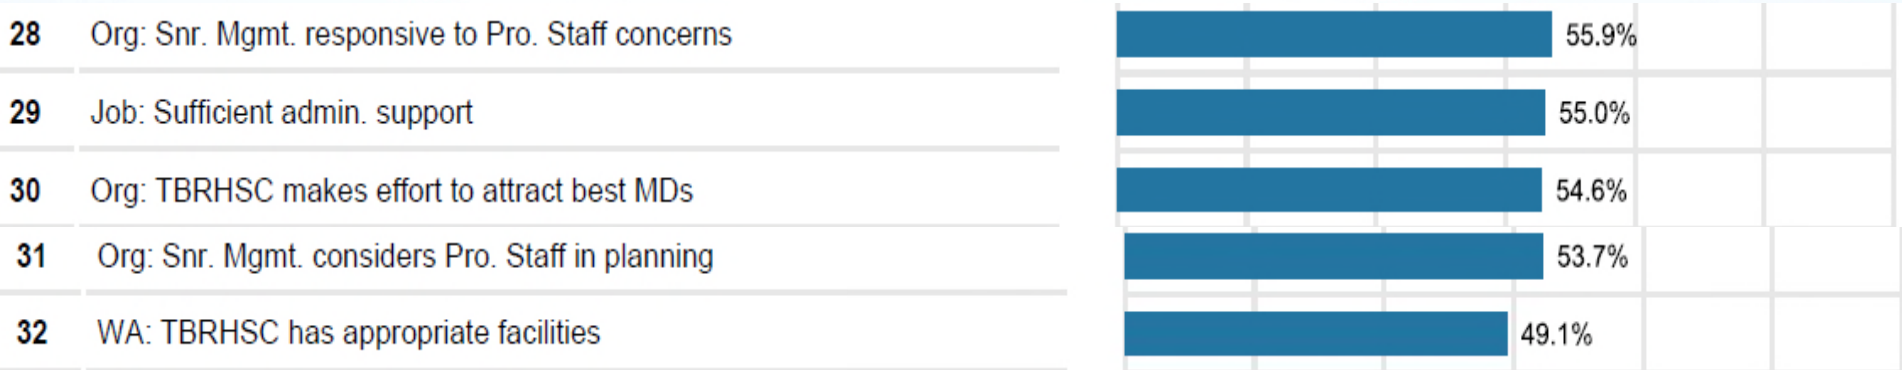 28 Org: Snr. Mgmt. responsive to Pro. Staff concerns 55.9%
29 Job: Sufficient admin. support 55.0%
30 Org: TBRHSC makes effort to attract best MDs 54.6%
31 Org: Snr. Mgmt. considers Pro. Staff in planning 53.7%
32 WA: TBRHSC has appropriate facilities 49.1%